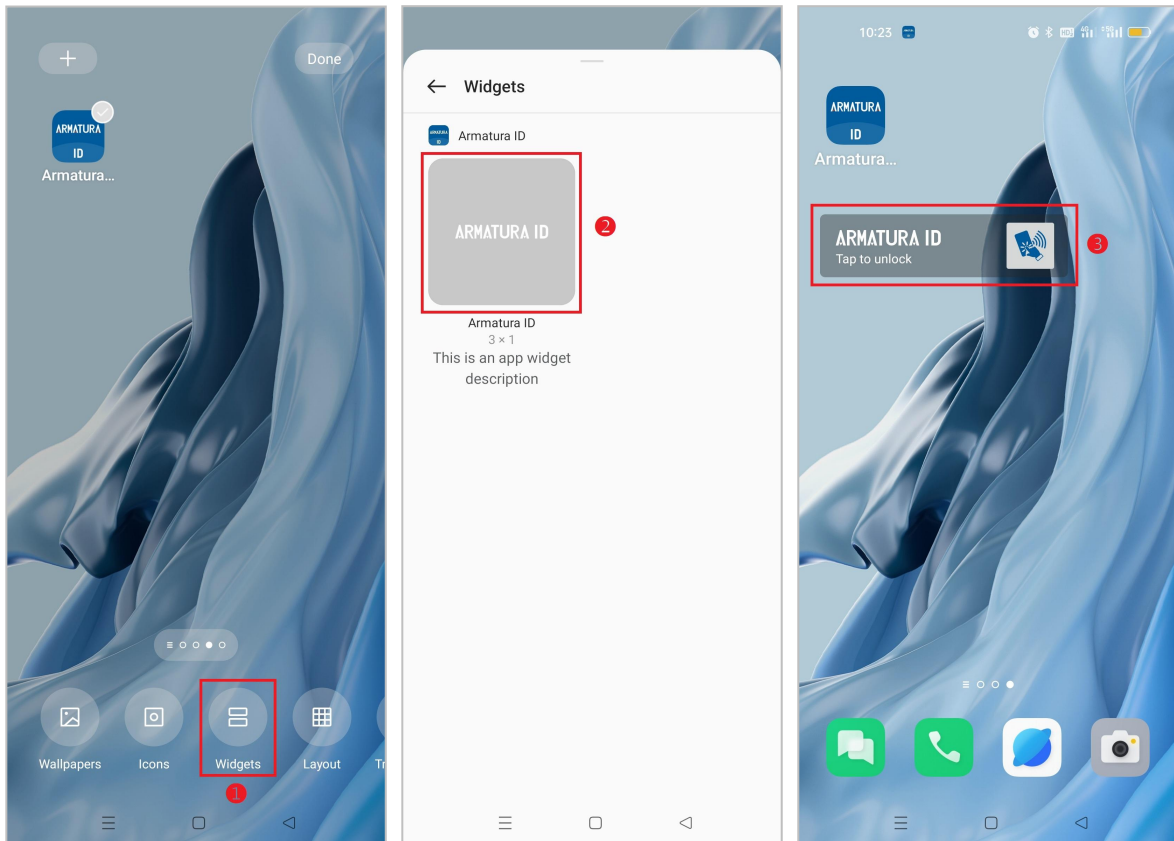 Done
ARMATURA
ID
Armatura...
Wallpapers
Icons
Widgets
Layout
Tr
1
Widgets
Armatura ID
ARMATURA ID
2
Armatura ID
3 × 1
This is an app widget
description
10:23
ARMATURA
ID
Armatura...
ARMATURA ID
Tap to unlock
3